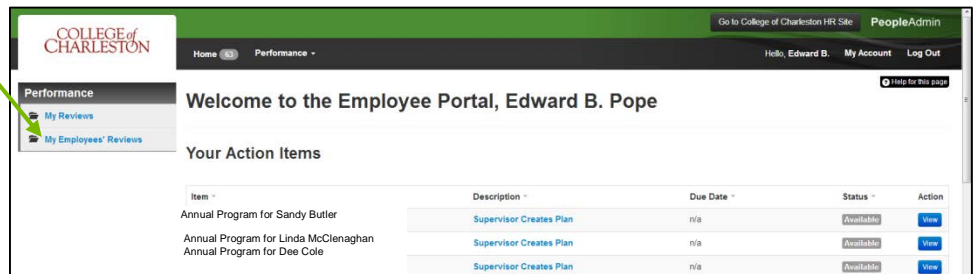 Go to College of Charleston HR Site PeopleAdmin
COLLEGE of
CHARLESTON
Home 63 Performance
Hello, Edward B. My Account Log Out
Help for this page
Performance
My Reviews
My Employees' Reviews
Welcome to the Employee Portal, Edward B. Pope
Your Action Items
Item Description Due Date Status Action
Annual Program for Sandy Butler
Supervisor Creates Plan n/a Available View
Annual Program for Linda McClenaghan
Supervisor Creates Plan n/a Available View
Annual Program for Dee Cole
Supervisor Creates Plan n/a Available View